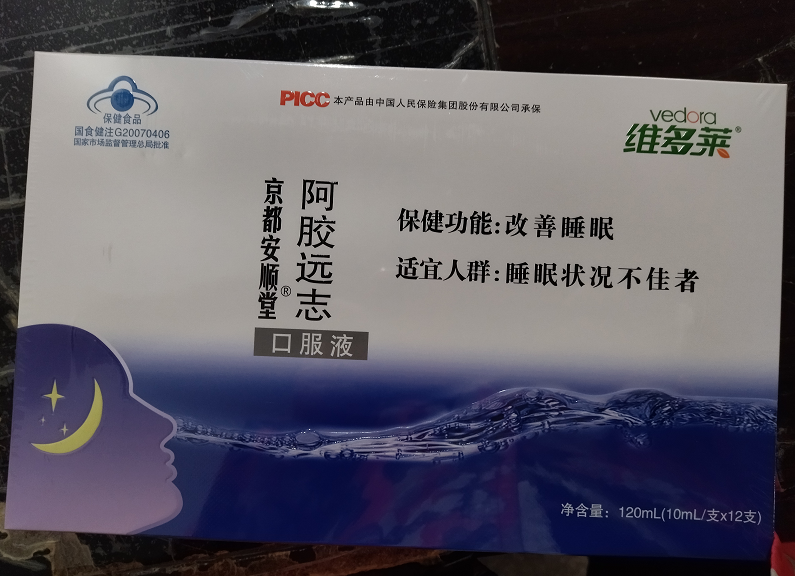 保健食品
国食健注G20070406
国家市场监督管理总局批准
PICC 本产品由中国人民保险集团股份有限公司承保
vedora
维多莱®
京都安顺堂®
阿胶远志
口服液
保健功能:改善睡眠
适宜人群:睡眠状况不佳者
净含量：120mL(10mL/支x12支)